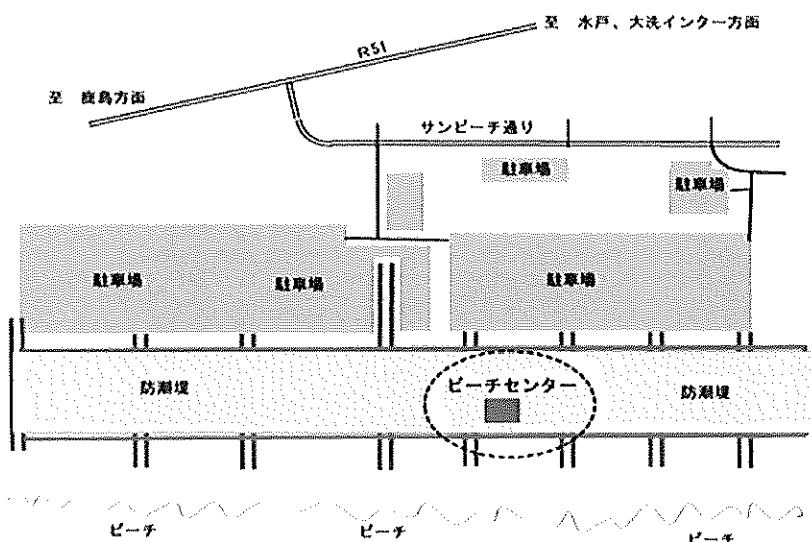 至 水戸、大洗インター方面
R51
至 鹿島方面
サンビーチ通り
駐車場
駐車場
駐車場
駐車場
駐車場
防潮堤
ビーチセンター
防潮堤
ビーチ
ビーチ
ビーチ